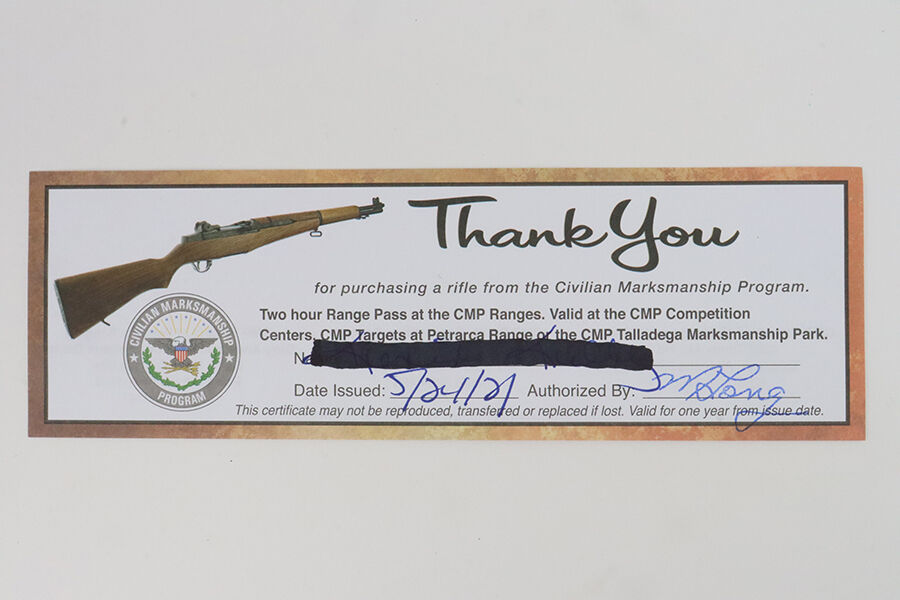 Thank You
for purchasing a rifle from the Civilian Marksmanship Program.
Two hour Range Pass at the CMP Ranges. Valid at the CMP Competition
Centers, CMP Targets at Petrarca Range of the CMP Talladega Marksmanship Park.
CIVILIAN MARKSMANSHIP
PROGRAM
Date Issued: 5/24/21 Authorized By:
This certificate may not be reproduced, transferred or replaced if lost. Valid for one year from issue date.